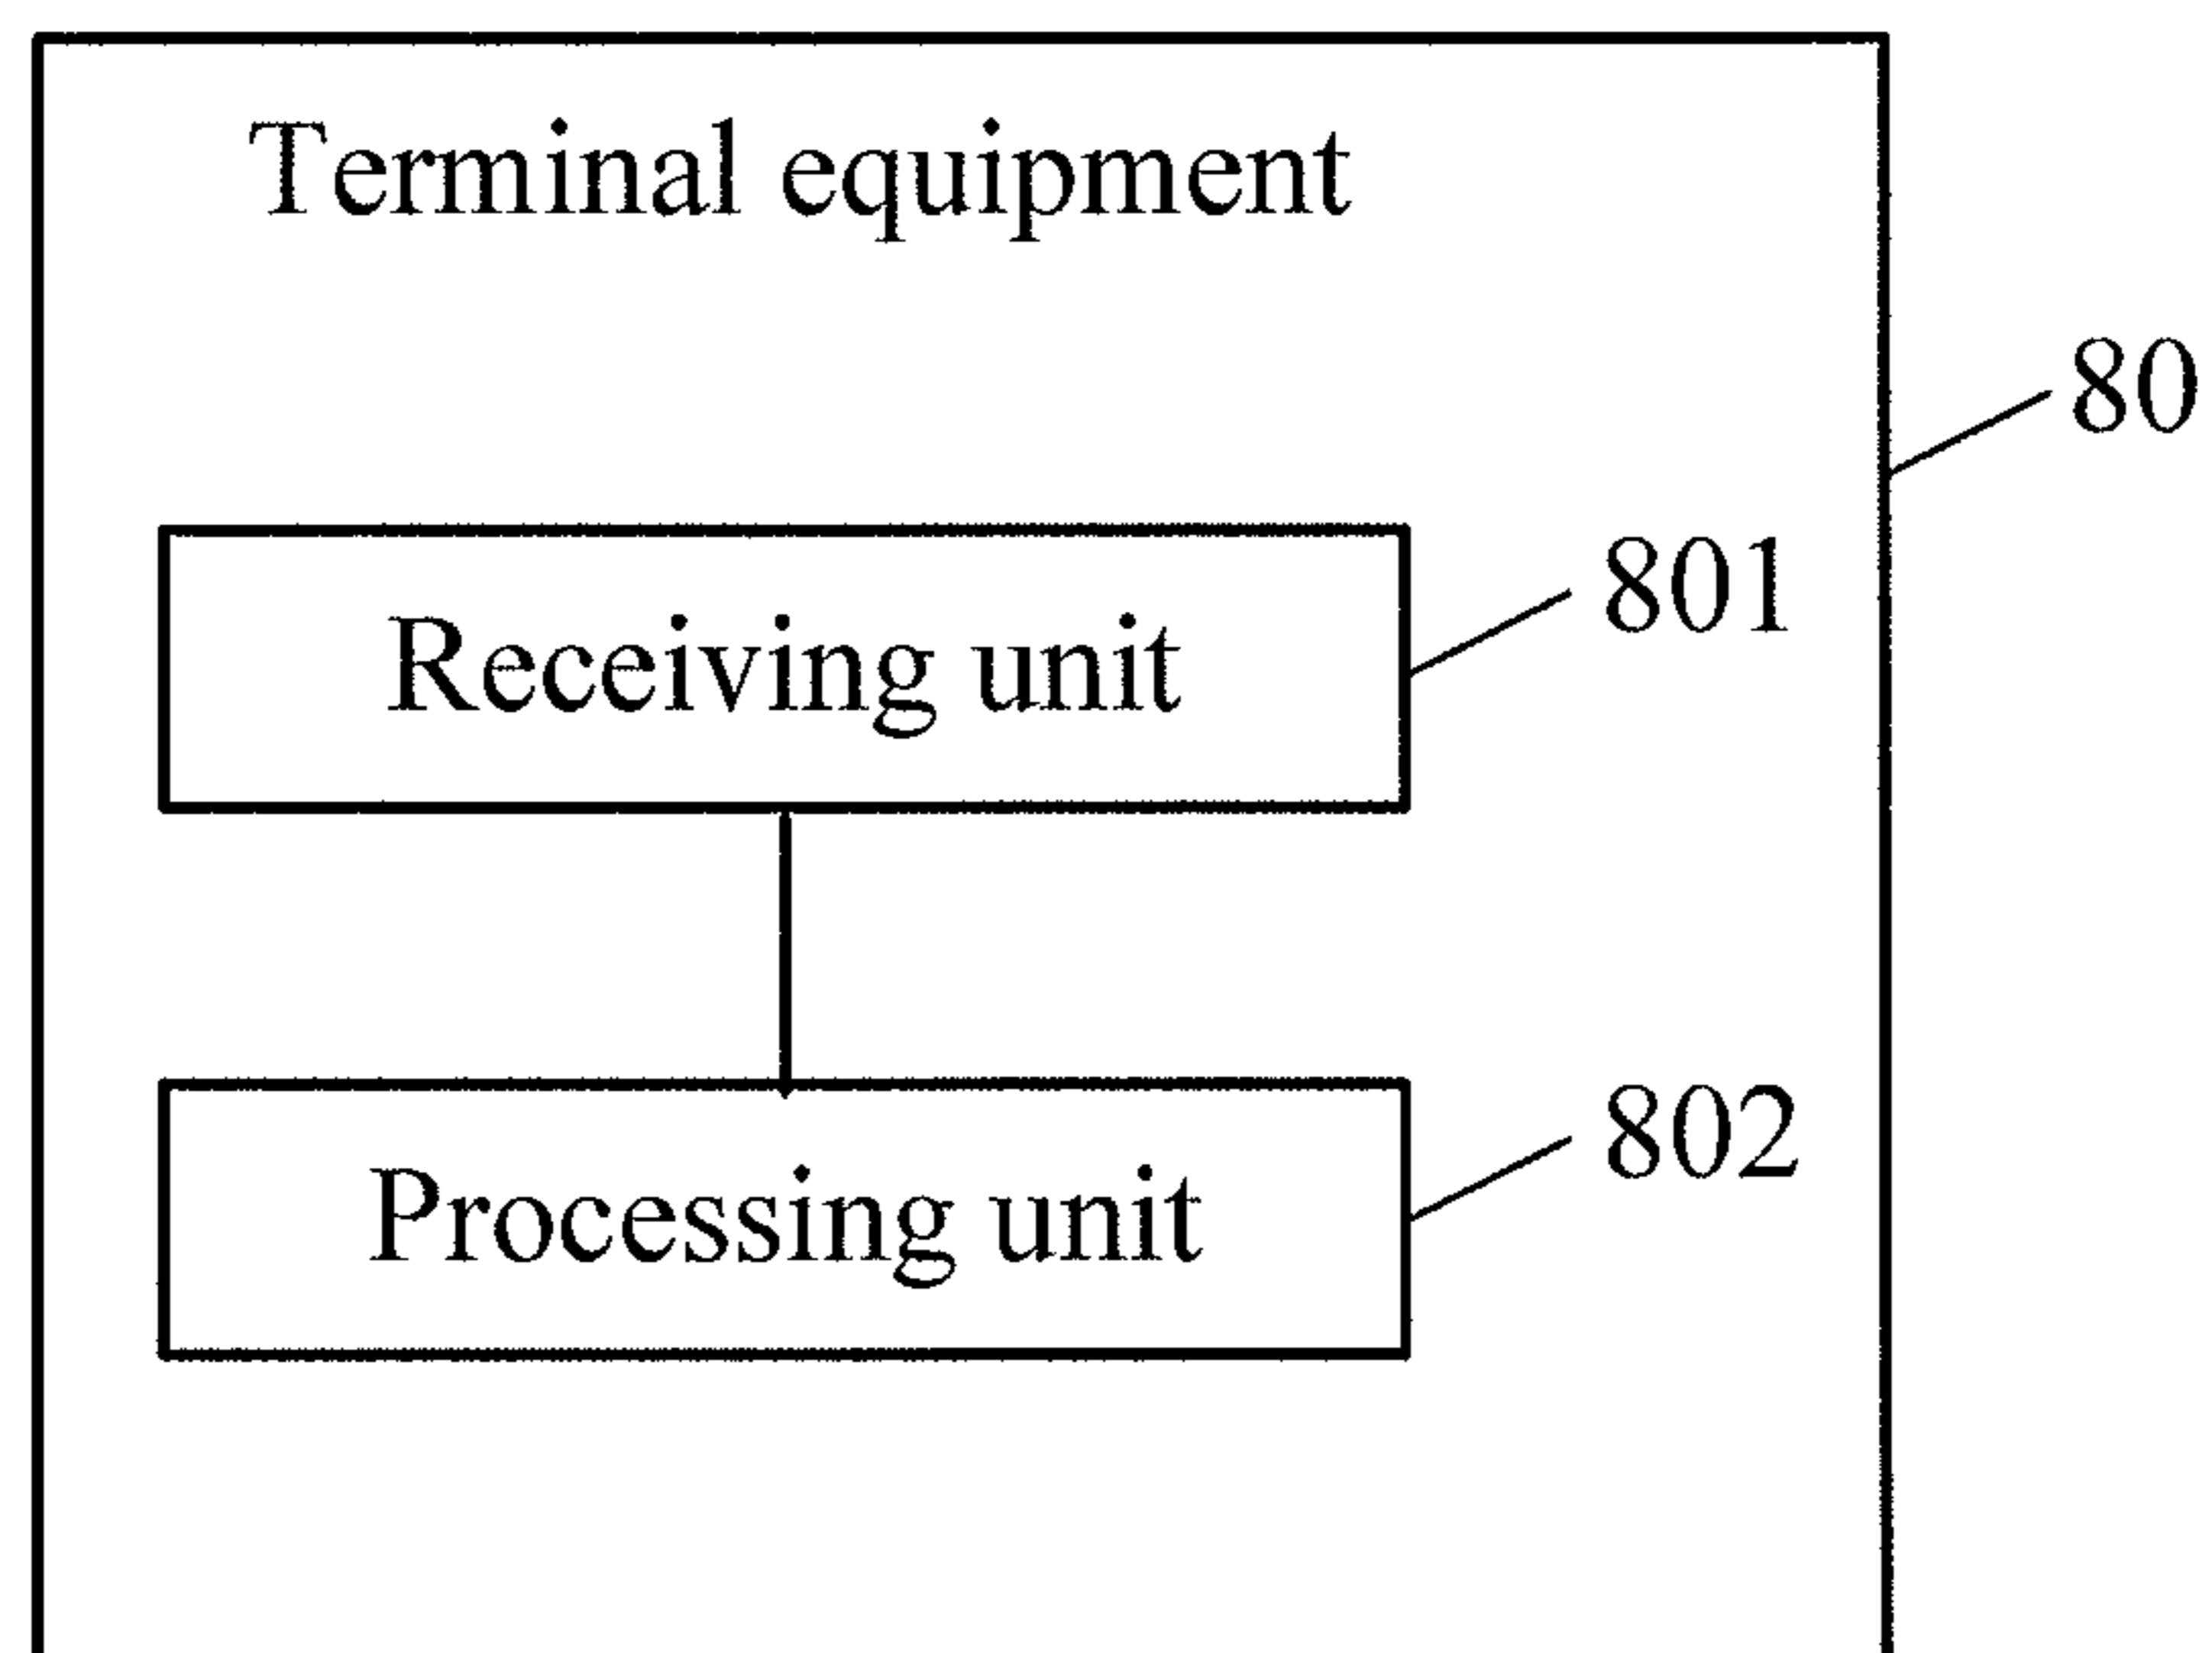 Terminal equipment
80
801
Receiving unit
802
Processing unit